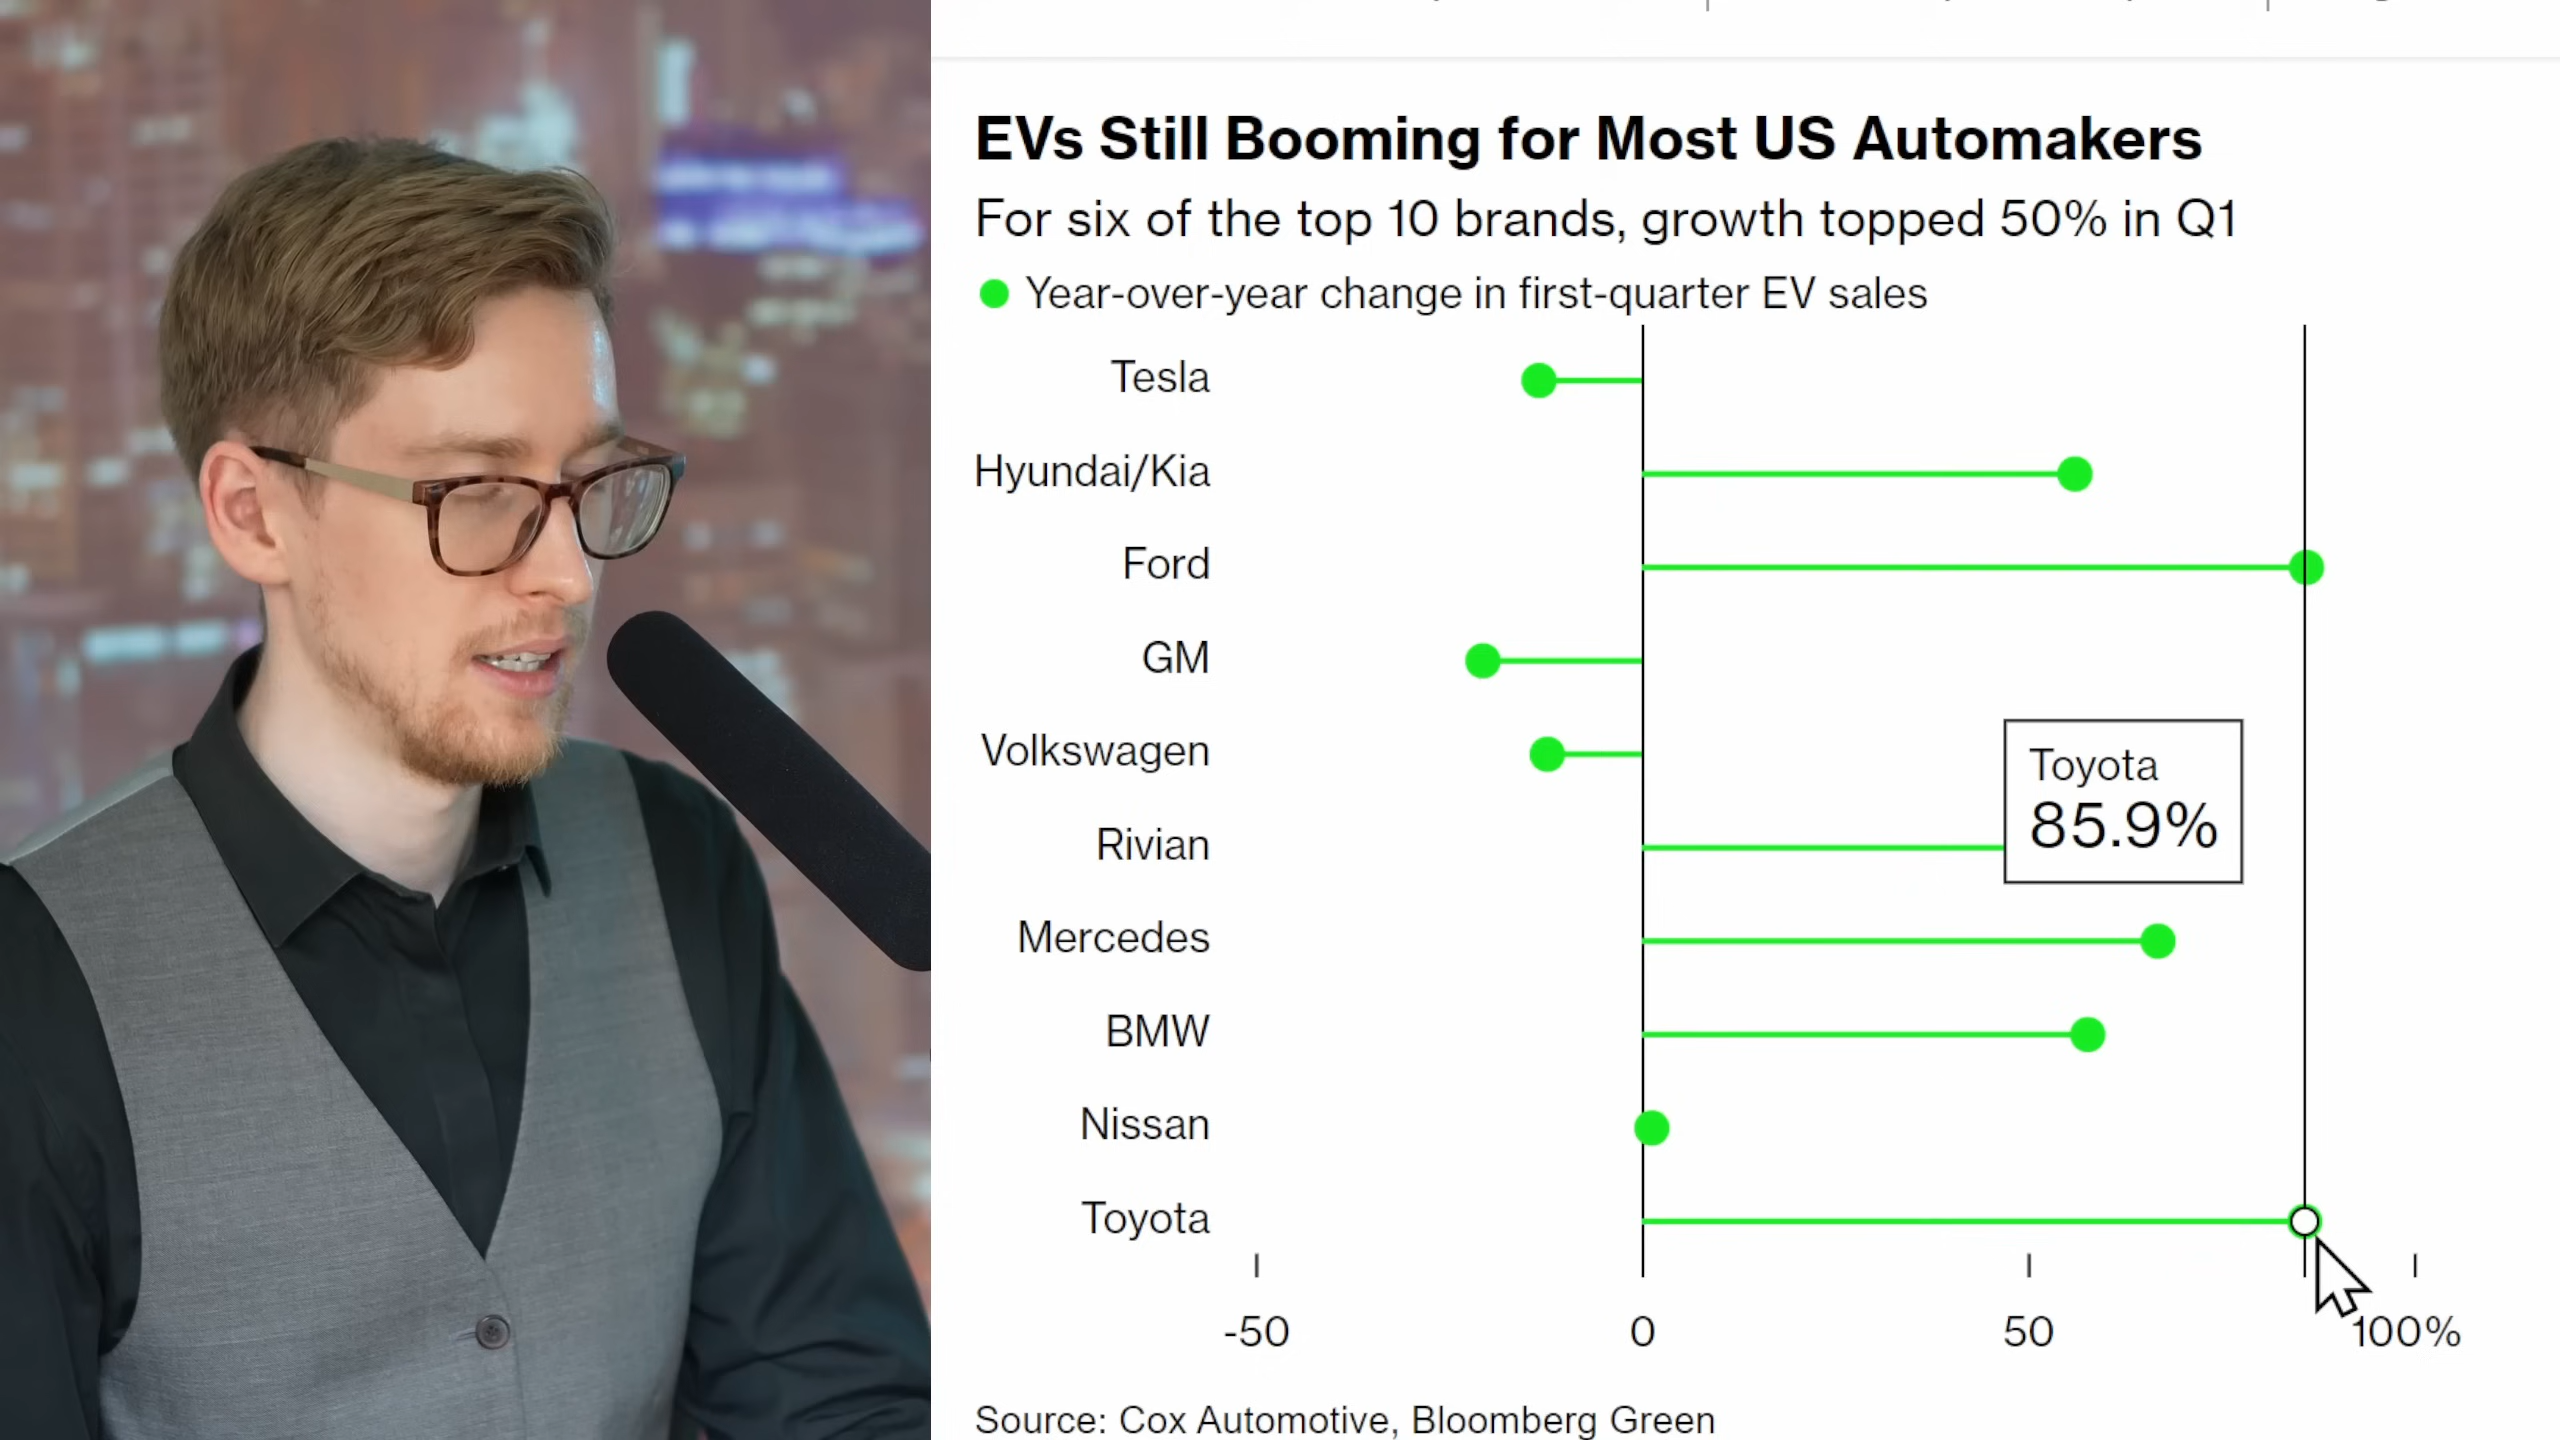 EVs Still Booming for Most US Automakers
For six of the top 10 brands, growth topped 50% in Q1
Year-over-year change in first-quarter EV sales
Tesla
Hyundai/Kia
Ford
GM
Volkswagen
Toyota
85.9%
Rivian
Mercedes
BMW
Nissan
Toyota
-50 0 50 100%
Source: Cox Automotive, Bloomberg Green